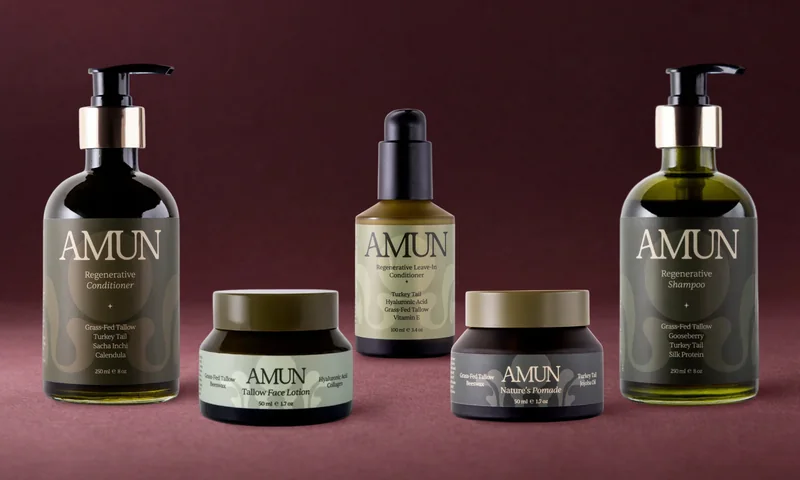 AMUN
Regenerative
Conditioner
Grass-Fed Tallow
Turkey Tail
Sacha Inchi
Calendula
250 ml ℮ 8 oz
Grass-Fed Tallow
Beeswax
AMUN
Tallow Face Lotion
50 ml ℮ 1.7 oz
Hyaluronic Acid
Collagen
AMUN
Regenerative Leave-In
Conditioner
Turkey Tail
Hyaluronic Acid
Grass-Fed Tallow
Vitamin E
100 ml ℮ 3.4 oz
Grass-Fed Tallow
Beeswax
AMUN
Nature's Pomade
50 ml ℮ 1.7 oz
Turkey Tail
Jojoba Oil
AMUN
Regenerative
Shampoo
Grass-Fed Tallow
Gooseberry
Turkey Tail
Silk Protein
250 ml ℮ 8 oz